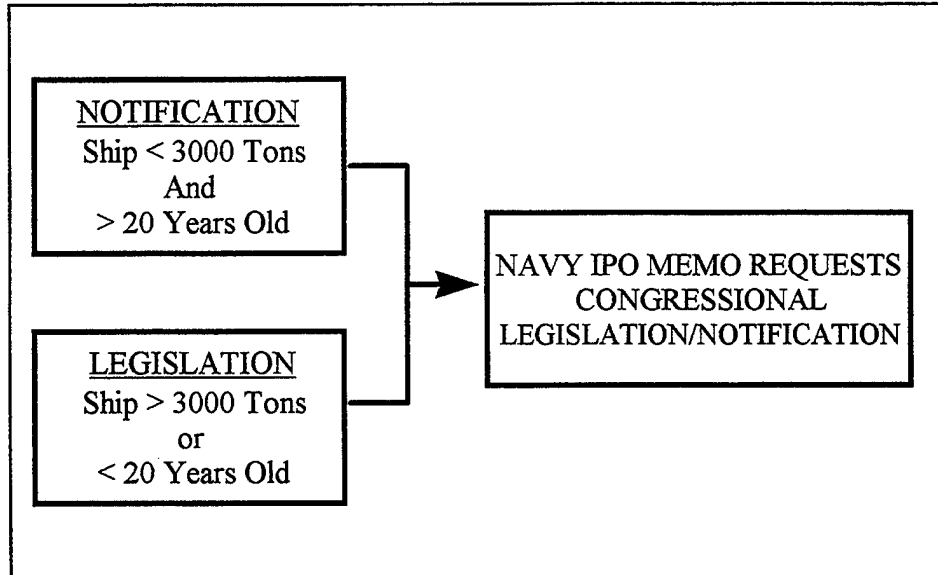 NOTIFICATION
Ship < 3000 Tons
And
> 20 Years Old
NAVY IPO MEMO REQUESTS
CONGRESSIONAL
LEGISLATION/NOTIFICATION
LEGISLATION
Ship > 3000 Tons
or
< 20 Years Old